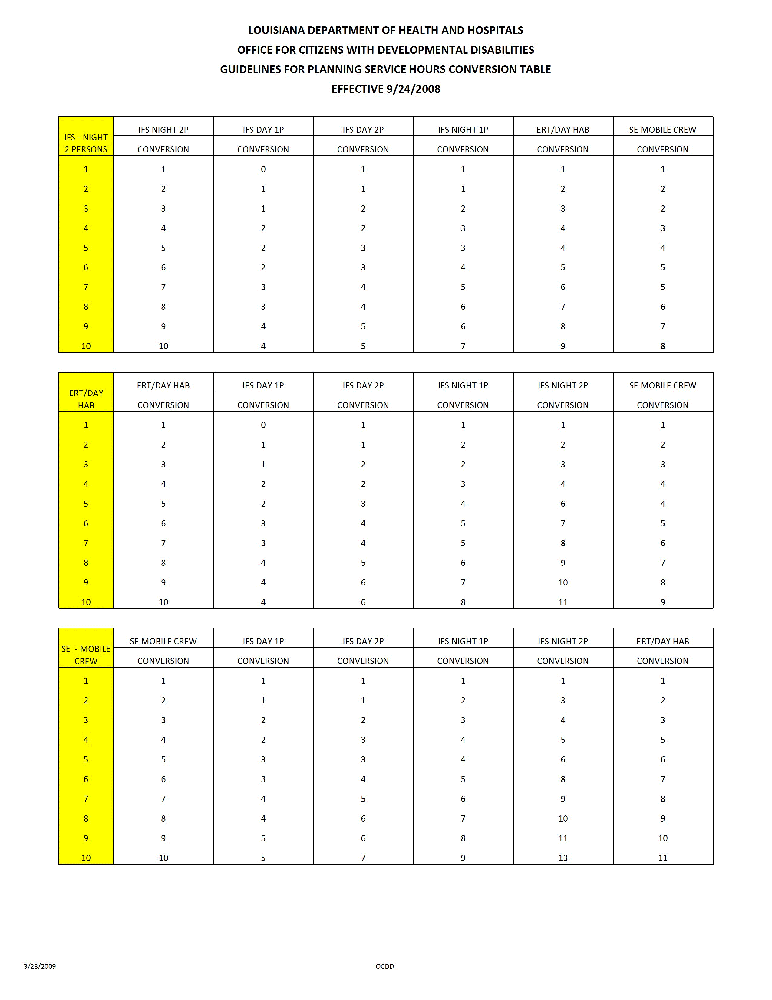 LOUISIANA DEPARTMENT OF HEALTH AND HOSPITALS
OFFICE FOR CITIZENS WITH DEVELOPMENTAL DISABILITIES
GUIDELINES FOR PLANNING SERVICE HOURS CONVERSION TABLE
EFFECTIVE 9/24/2008
IFS - NIGHT 2 PERSONS IFS NIGHT 2P IFS DAY 1P IFS DAY 2P IFS NIGHT 1P ERT/DAY HAB SE MOBILE CREW
CONVERSION CONVERSION CONVERSION CONVERSION CONVERSION CONVERSION
1 1 0 1 1 1 1
2 2 1 1 1 2 2
3 3 1 2 2 3 2
4 4 2 2 3 4 3
5 5 2 3 3 4 4
6 6 2 3 4 5 5
7 7 3 4 5 6 5
8 8 3 4 6 7 6
9 9 4 5 6 8 7
10 10 4 5 7 9 8
ERT/DAY HAB ERT/DAY HAB IFS DAY 1P IFS DAY 2P IFS NIGHT 1P IFS NIGHT 2P SE MOBILE CREW
CONVERSION CONVERSION CONVERSION CONVERSION CONVERSION CONVERSION
1 1 0 1 1 1 1
2 2 1 1 2 2 2
3 3 1 2 2 3 3
4 4 2 2 3 4 4
5 5 2 3 4 6 4
6 6 3 4 5 7 5
7 7 3 4 5 8 6
8 8 4 5 6 9 7
9 9 4 6 7 10 8
10 10 4 6 8 11 9
SE - MOBILE CREW SE MOBILE CREW IFS DAY 1P IFS DAY 2P IFS NIGHT 1P IFS NIGHT 2P ERT/DAY HAB
CONVERSION CONVERSION CONVERSION CONVERSION CONVERSION CONVERSION
1 1 1 1 1 1 1
2 2 1 1 2 3 2
3 3 2 2 3 4 3
4 4 2 3 4 5 5
5 5 3 3 4 6 6
6 6 3 4 5 8 7
7 7 4 5 6 9 8
8 8 4 6 7 10 9
9 9 5 6 8 11 10
10 10 5 7 9 13 11
3/23/2009 OCDD